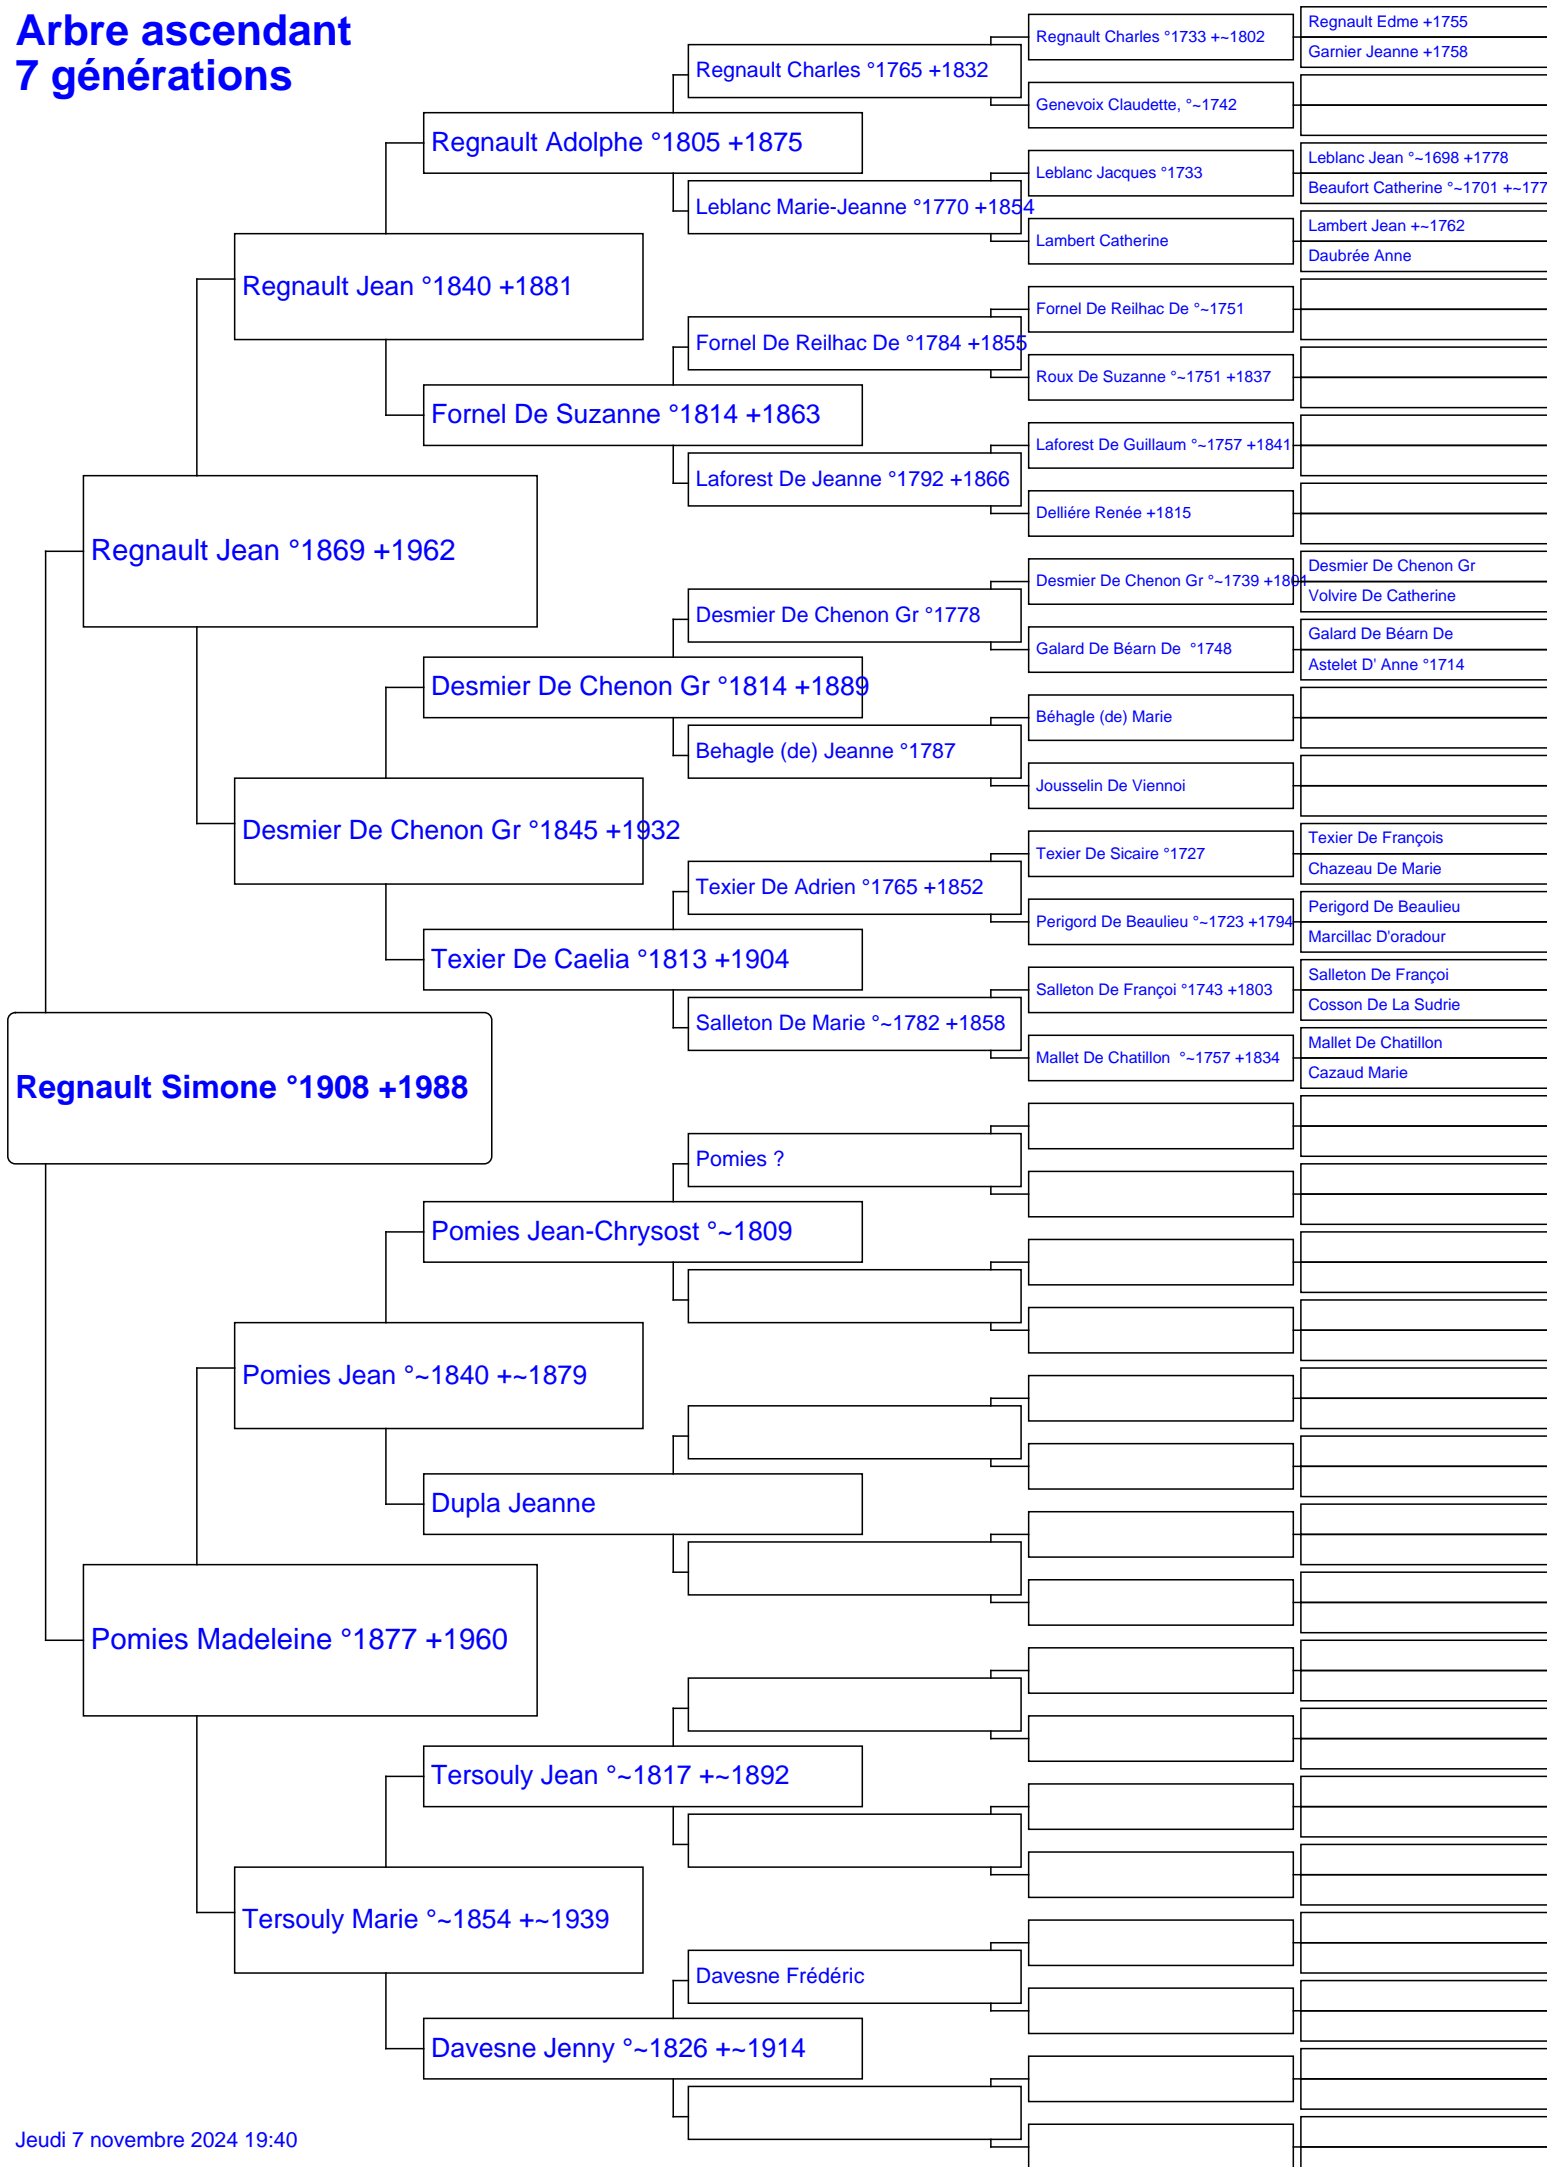 Arbre ascendant
7 générations
Regnault Simone °1908 +1988
Regnault Jean °1869 +1962
Pomies Madeleine °1877 +1960
Regnault Jean °1840 +1881
Desmier De Chenon Gr °1845 +1932
Pomies Jean °~1840 +~1879
Tersouly Marie °~1854 +~1939
Regnault Adolphe °1805 +1875
Fornel De Suzanne °1814 +1863
Desmier De Chenon Gr °1814 +1889
Texier De Caelia °1813 +1904
Pomies Jean-Chrysost °~1809
Dupla Jeanne
Tersouly Jean °~1817 +~1892
Davesne Jenny °~1826 +~1914
Regnault Charles °1765 +1832
Leblanc Marie-Jeanne °1770 +1854
Fornel De Reilhac De °1784 +1855
Laforest De Jeanne °1792 +1866
Desmier De Chenon Gr °1778
Behagle (de) Jeanne °1787
Texier De Adrien °1765 +1852
Salleton De Marie °~1782 +1858
Pomies ?
Davesne Frédéric
Regnault Charles °1733 +~1802
Genevoix Claudette, °~1742
Leblanc Jacques °1733
Lambert Catherine
Fornel De Reilhac De °~1751
Roux De Suzanne °~1751 +1837
Laforest De Guillaum °~1757 +1841
Delliére Renée +1815
Desmier De Chenon Gr °~1739 +1801
Galard De Béarn De  °1748
Béhagle (de) Marie
Jousselin De Viennoi
Texier De Sicaire °1727
Perigord De Beaulieu °~1723 +1794
Salleton De Françoi °1743 +1803
Mallet De Chatillon  °~1757 +1834
Regnault Edme +1755
Garnier Jeanne +1758
Leblanc Jean °~1698 +1778
Beaufort Catherine °~1701 +~177
Lambert Jean +~1762
Daubrée Anne
Desmier De Chenon Gr
Volvire De Catherine
Galard De Béarn De
Astelet D' Anne °1714
Texier De François
Chazeau De Marie
Perigord De Beaulieu
Marcillac D'oradour
Salleton De Françoi
Cosson De La Sudrie
Mallet De Chatillon
Cazaud Marie
Jeudi 7 novembre 2024 19:40